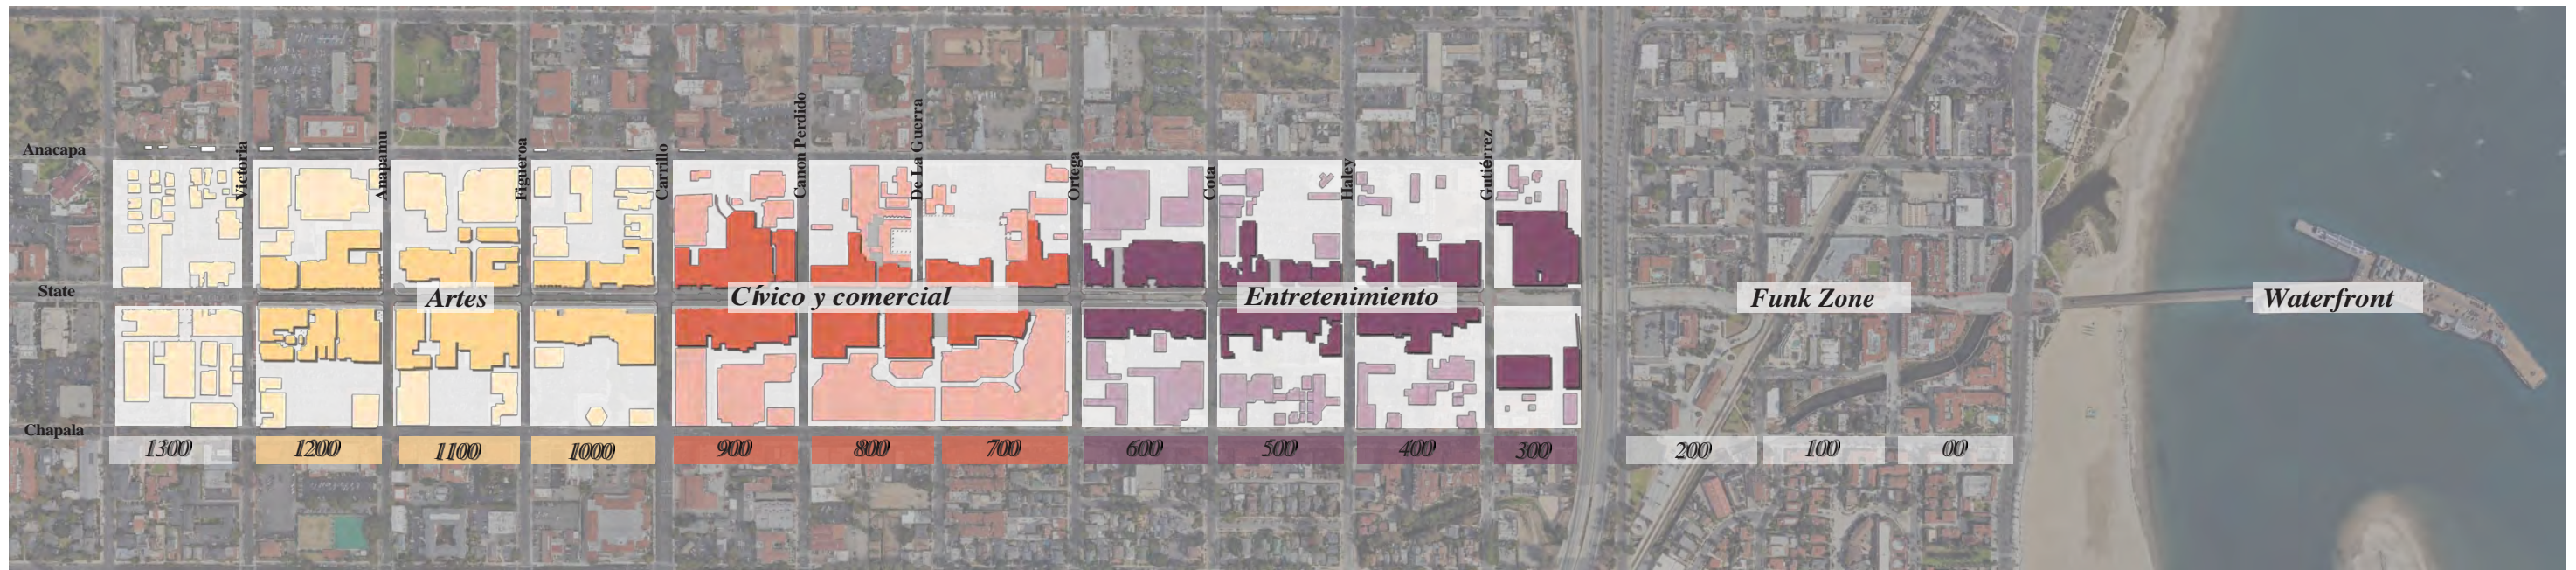 Anacapa
Victoria
Anapamu
Figueroa
Carrillo
Canon Perdido
De La Guerra
Ortega
Cota
Haley
Gutiérrez
State
Artes
Cívico y comercial
Entretenimiento
Funk Zone
Waterfront
Chapala
1300
1200
1100
1000
900
800
700
600
500
400
300
200
100
00